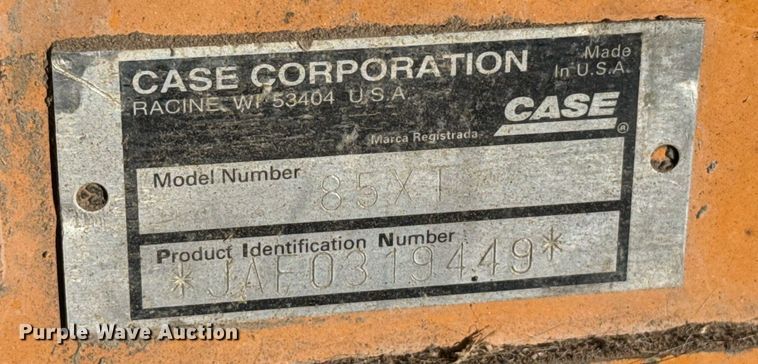 CASE CORPORATION
RACINE, WI 53404 U.S.A.
Made
In U.S.A.
CASE®
Marca Registrada
Model Number
85XT
Product Identification Number
*JAF0319449*
Purple Wave Auction